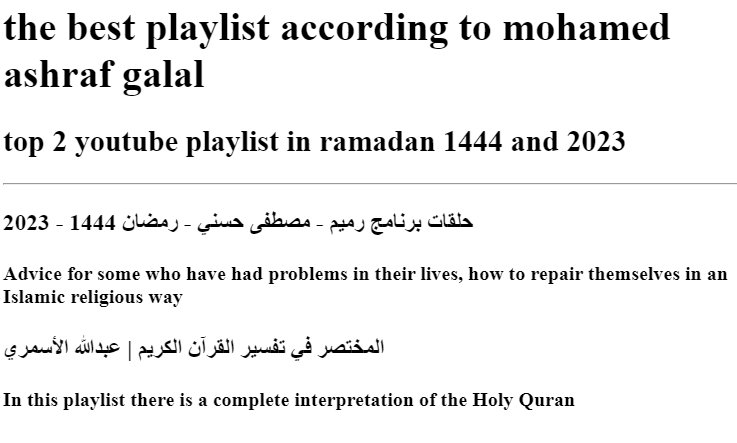 the best playlist according to mohamed
ashraf galal
top 2 youtube playlist in ramadan 1444 and 2023
حلقات برنامج رميم - مصطفى حسني - رمضان 1444 - 2023
Advice for some who have had problems in their lives, how to repair themselves in an
Islamic religious way
المختصر في تفسير القرآن الكريم | عبدالله الأسمري
In this playlist there is a complete interpretation of the Holy Quran